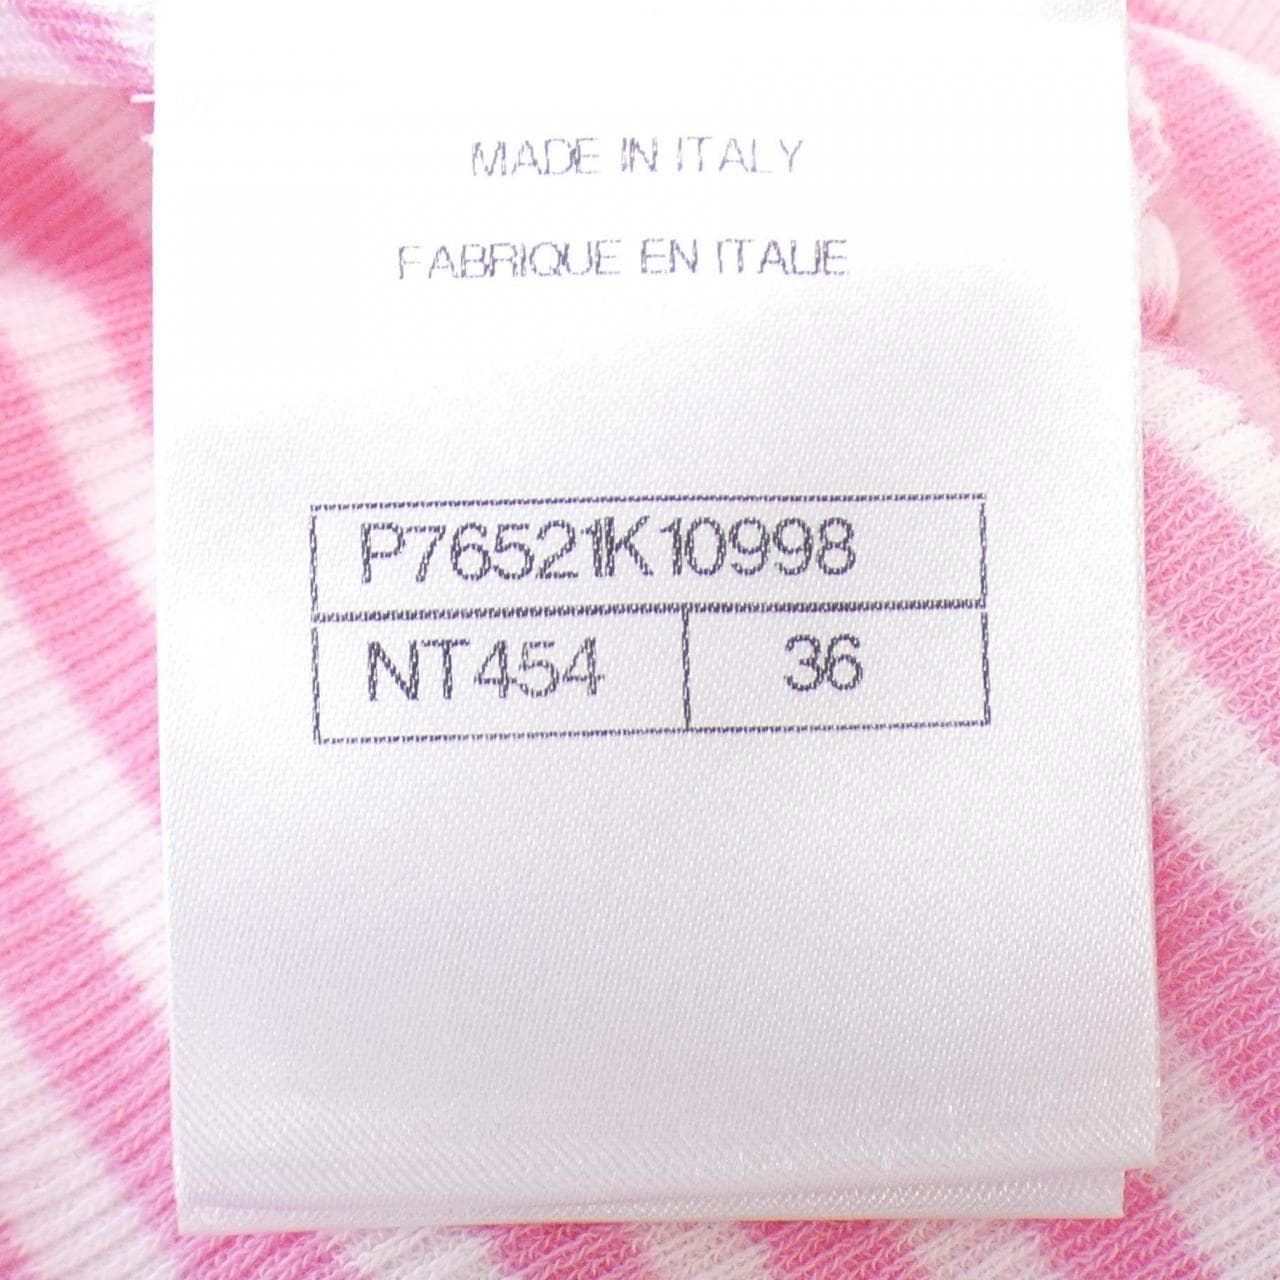 MADE IN ITALY
FABRIQUE EN ITALIE
P76521K10998
NT454 36